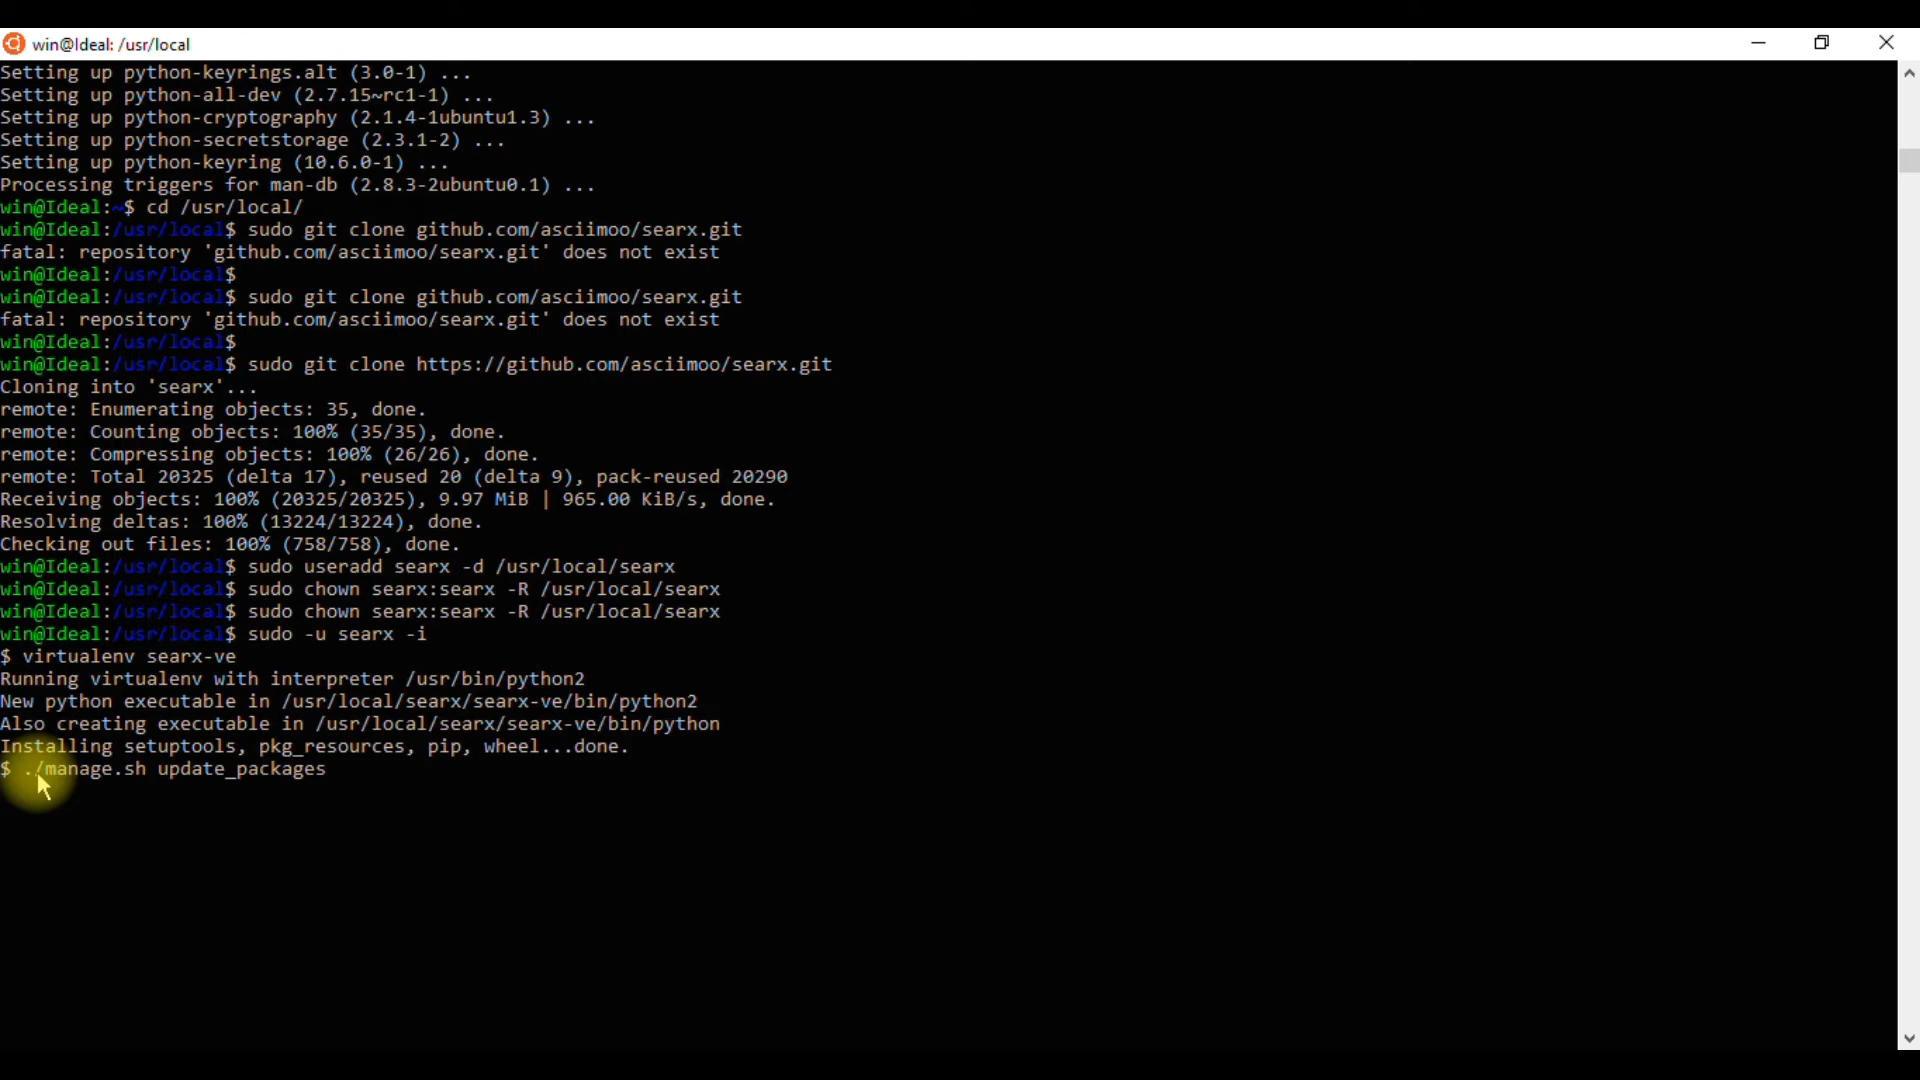 win@Ideal: /usr/local
Setting up python-keyrings.alt (3.0-1) ...
Setting up python-all-dev (2.7.15~rc1-1) ...
Setting up python-cryptography (2.1.4-1ubuntu1.3) ...
Setting up python-secretstorage (2.3.1-2) ...
Setting up python-keyring (10.6.0-1) ...
Processing triggers for man-db (2.8.3-2ubuntu0.1) ...
win@Ideal:~$ cd /usr/local/
win@Ideal:/usr/local$ sudo git clone github.com/asciimoo/searx.git
fatal: repository 'github.com/asciimoo/searx.git' does not exist
win@Ideal:/usr/local$
win@Ideal:/usr/local$ sudo git clone github.com/asciimoo/searx.git
fatal: repository 'github.com/asciimoo/searx.git' does not exist
win@Ideal:/usr/local$
win@Ideal:/usr/local$ sudo git clone https://github.com/asciimoo/searx.git
Cloning into 'searx'...
remote: Enumerating objects: 35, done.
remote: Counting objects: 100% (35/35), done.
remote: Compressing objects: 100% (26/26), done.
remote: Total 20325 (delta 17), reused 20 (delta 9), pack-reused 20290
Receiving objects: 100% (20325/20325), 9.97 MiB | 965.00 KiB/s, done.
Resolving deltas: 100% (13224/13224), done.
Checking out files: 100% (758/758), done.
win@Ideal:/usr/local$ sudo useradd searx -d /usr/local/searx
win@Ideal:/usr/local$ sudo chown searx:searx -R /usr/local/searx
win@Ideal:/usr/local$ sudo chown searx:searx -R /usr/local/searx
win@Ideal:/usr/local$ sudo -u searx -i
$ virtualenv searx-ve
Running virtualenv with interpreter /usr/bin/python2
New python executable in /usr/local/searx/searx-ve/bin/python2
Also creating executable in /usr/local/searx/searx-ve/bin/python
Installing setuptools, pkg_resources, pip, wheel...done.
$ ./manage.sh update_packages